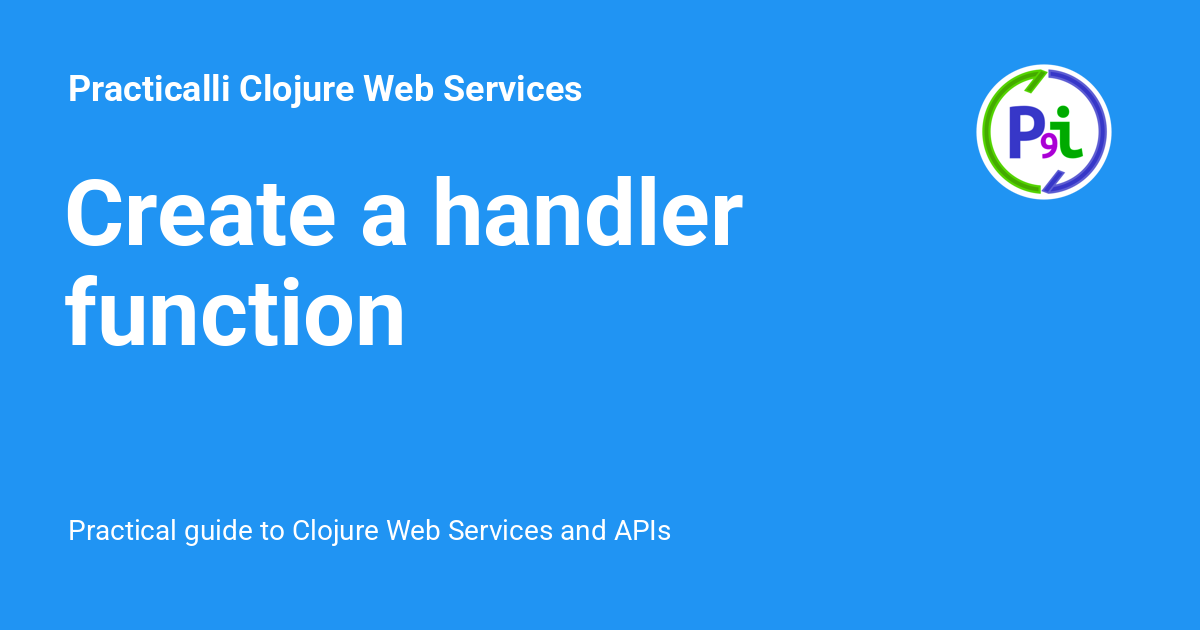 Practicalli Clojure Web Services
P9i
Create a handler
function
Practical guide to Clojure Web Services and APIs